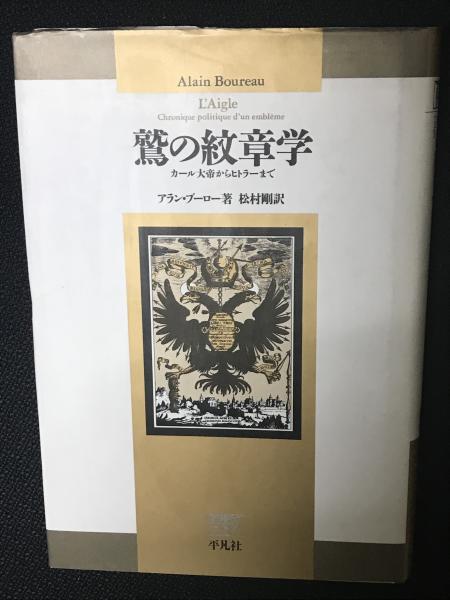 Alain Boureau
L'Aigle
Chronique politique d'un emblème
鷲の紋章学
カール大帝からヒトラーまで
アラン・ブーロー著 松村剛訳
平凡社